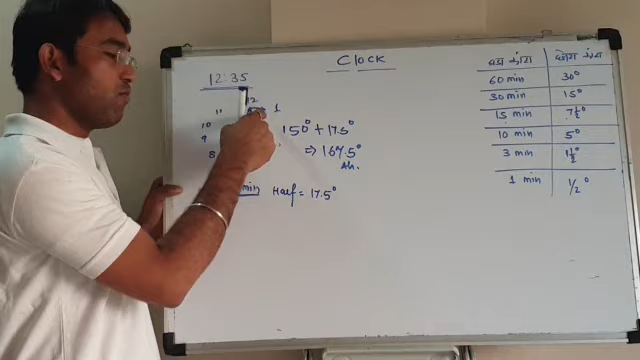 Clock
12:35
12
11 1
10
9
8
150° + 17.5°
⇒ 167.5°
Ans.
min Half = 17.5°
60 min 30°
30 min 15°
15 min 7½°
10 min 5°
3 min 1½°
1 min 1/2°